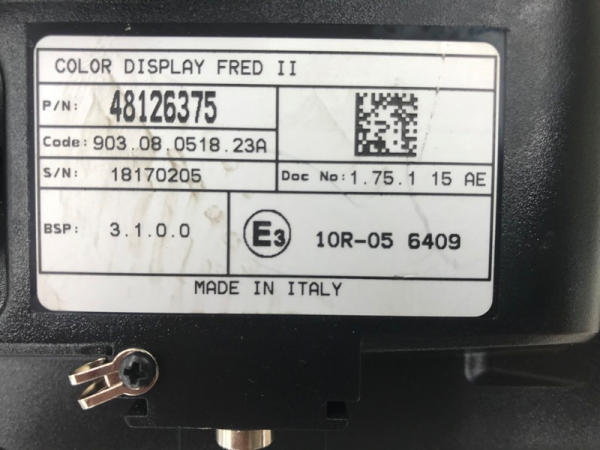 COLOR DISPLAY FRED II
P/N: 48126375
Code: 903.08.0518.23A
S/N: 18170205
Doc No: 1.75.1 15 AE
BSP: 3.1.0.0
E3 10R-05 6409
MADE IN ITALY